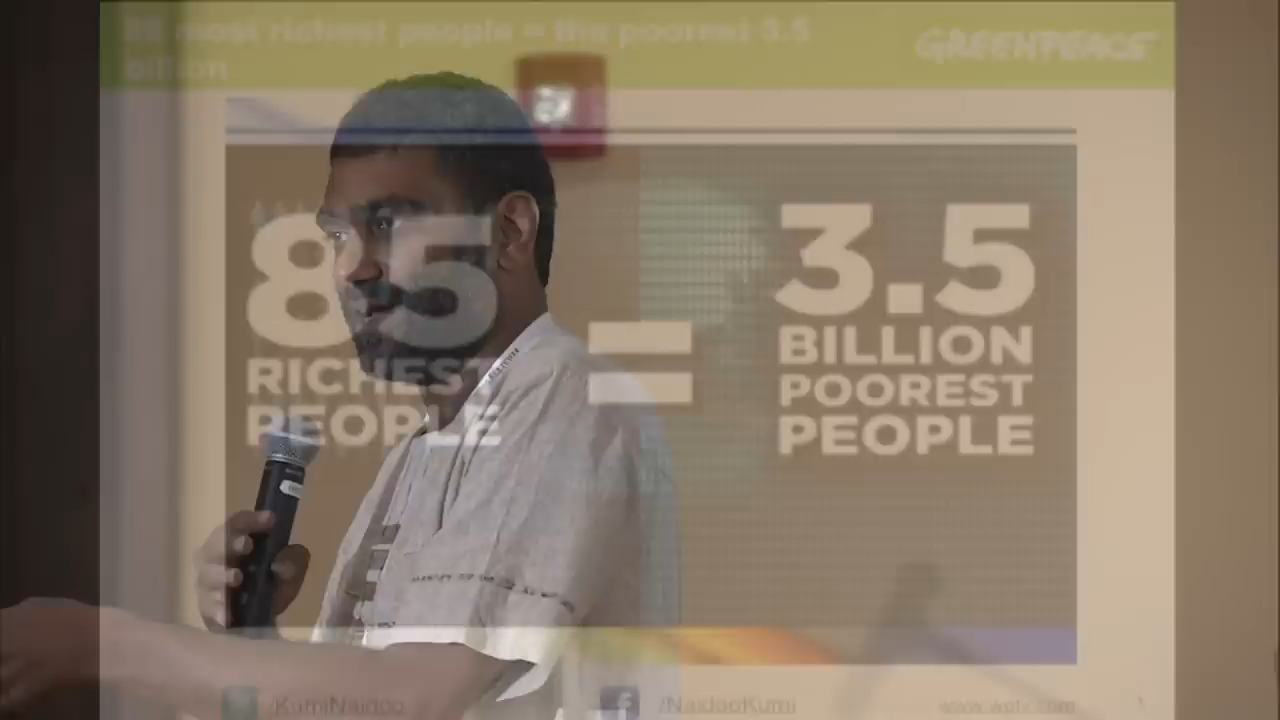 85 most richest people = the poorest 3.5
billion
GREENPEACE
85
RICHEST
PEOPLE
=
3.5
BILLION
POOREST
PEOPLE
/KumiNaidoo
/NaidooKumi
1